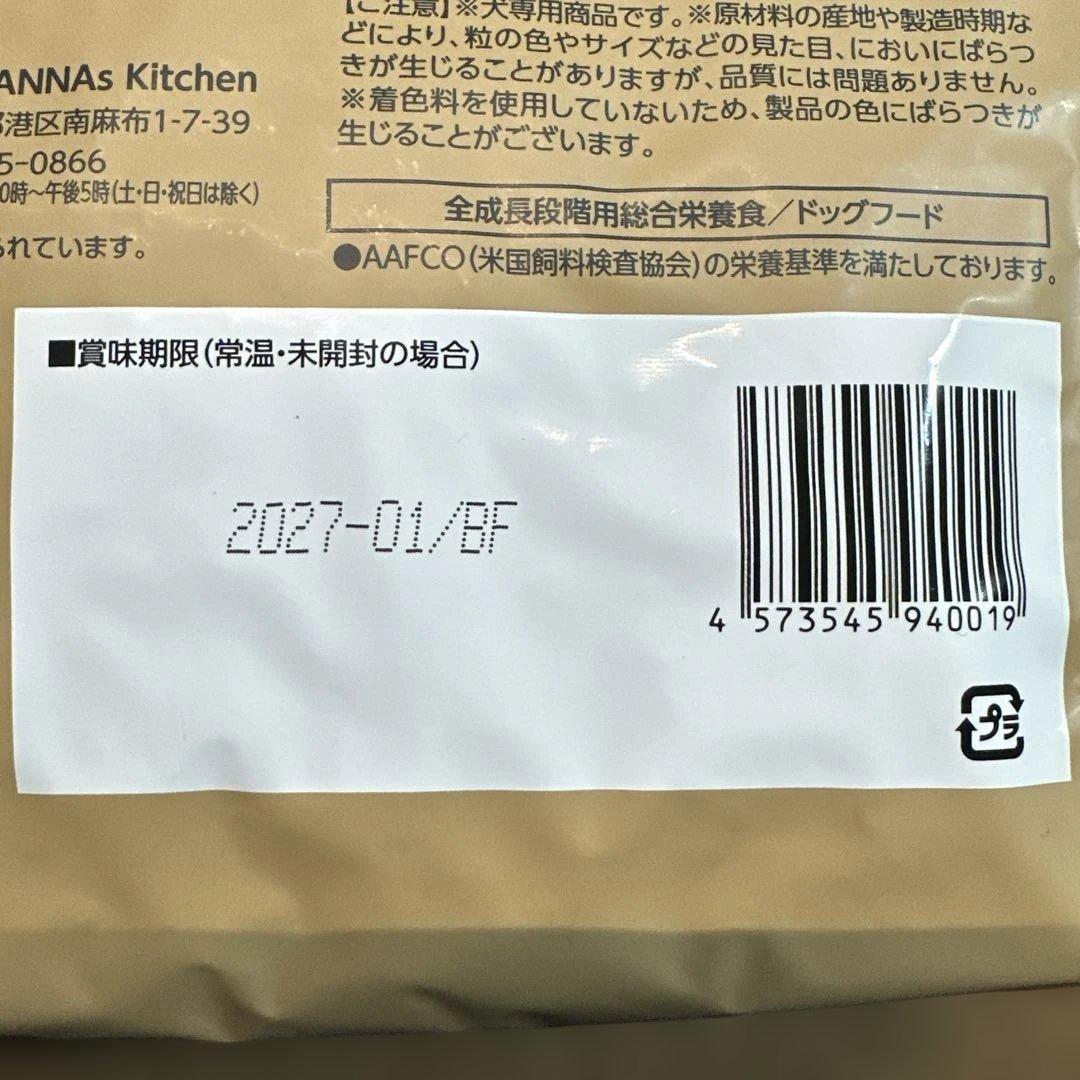 ANNAs Kitchen
港区南麻布1-7-39
5-0866
0時～午後5時(土・日・祝日は除く)
られています。
【ご注意】※犬専用商品です。※原材料の産地や製造時期な
どにより、粒の色やサイズなどの見た目、においにばらつ
きが生じることがありますが、品質には問題ありません。
※着色料を使用していないため、製品の色にばらつきが
生じることがございます。
全成長段階用総合栄養食／ドッグフード
●AAFCO(米国飼料検査協会)の栄養基準を満たしております。
■賞味期限(常温・未開封の場合)
2027-01/BF
4 573545 940019
プラ